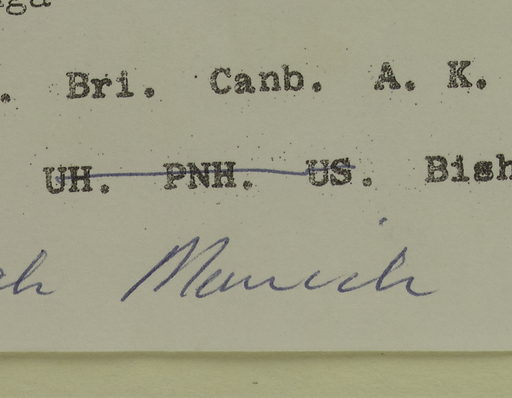 . Bri. Canb. A. K.
UH. PNH. US. Bish
Munich